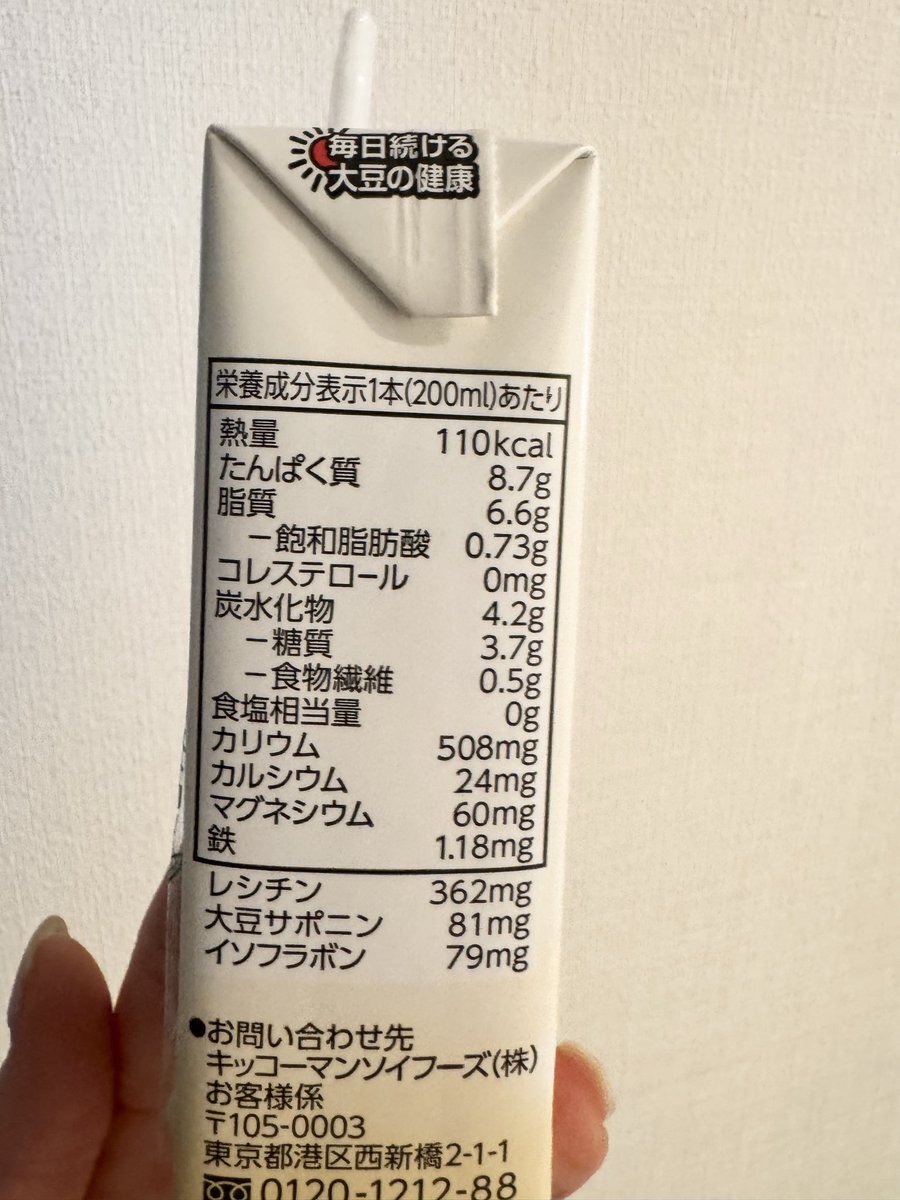 毎日続ける
大豆の健康
栄養成分表示1本(200ml)あたり
熱量 110kcal
たんぱく質 8.7g
脂質 6.6g
－飽和脂肪酸 0.73g
コレステロール 0mg
炭水化物 4.2g
－糖質 3.7g
－食物繊維 0.5g
食塩相当量 0g
カリウム 508mg
カルシウム 24mg
マグネシウム 60mg
鉄 1.18mg
レシチン 362mg
大豆サポニン 81mg
イソフラボン 79mg
●お問い合わせ先
キッコーマンソイフーズ(株)
お客様係
〒105-0003
東京都港区西新橋2-1-1
0120-1212-88